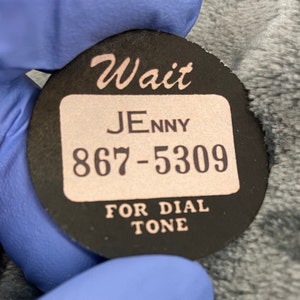 Wait
JEnny
867-5309
FOR DIAL
TONE